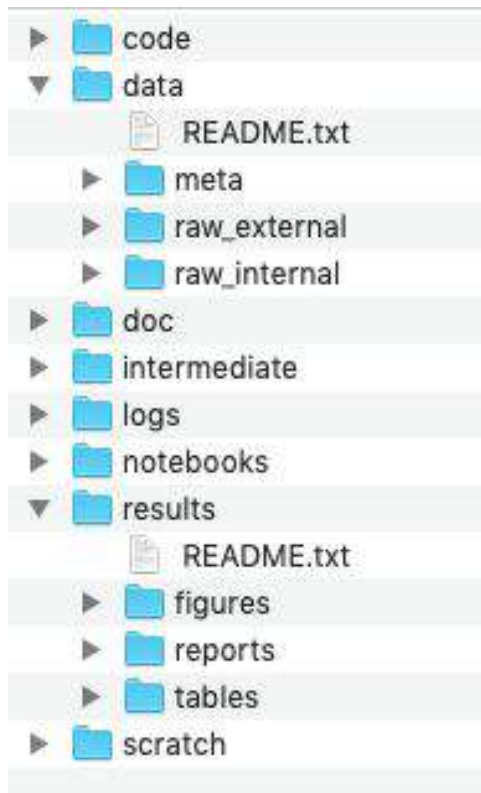 code
data
README.txt
meta
raw_external
raw_internal
doc
intermediate
logs
notebooks
results
README.txt
figures
reports
tables
scratch